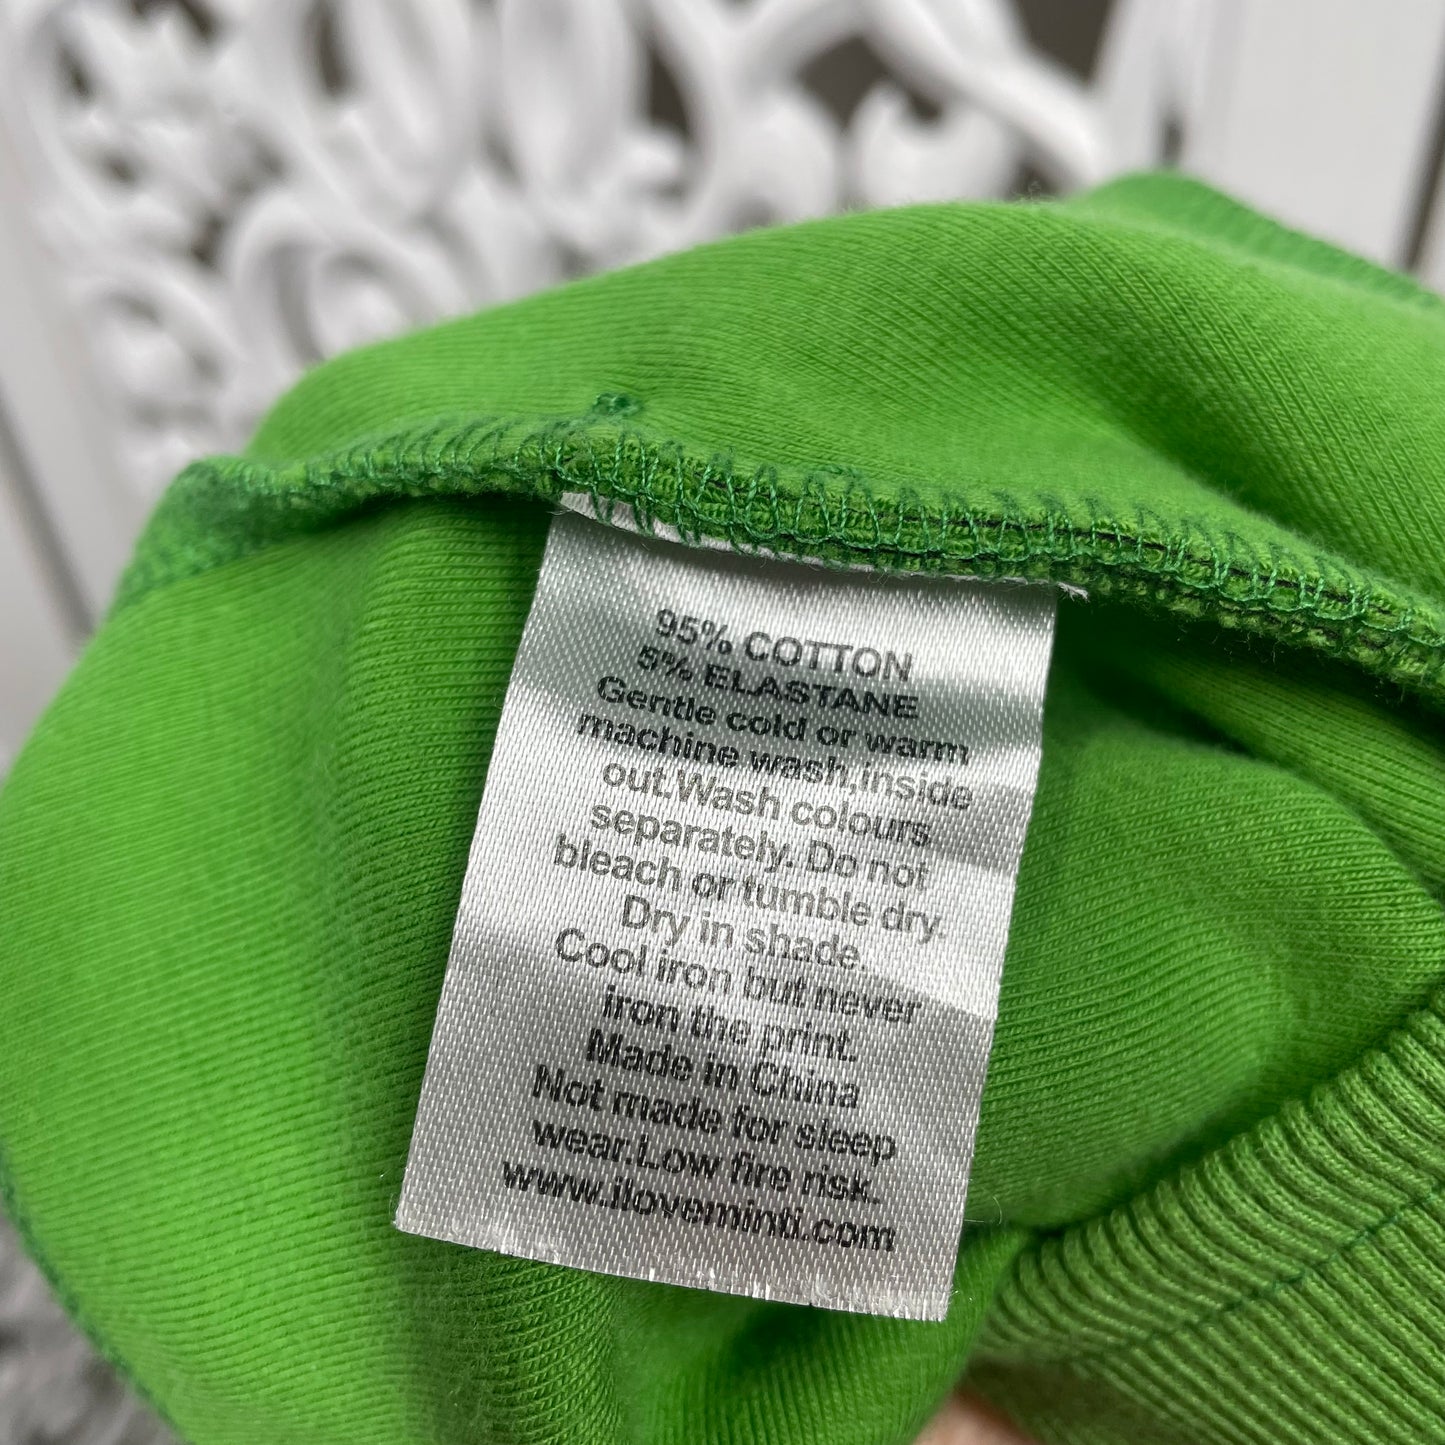 95% COTTON
5% ELASTANE
Gentle cold or warm
machine wash,inside
out.Wash colours
separately. Do not
bleach or tumble dry.
Dry in shade.
Cool iron but never
iron the print.
Made in China
Not made for sleep
wear.Low fire risk.
www.iloveminti.com